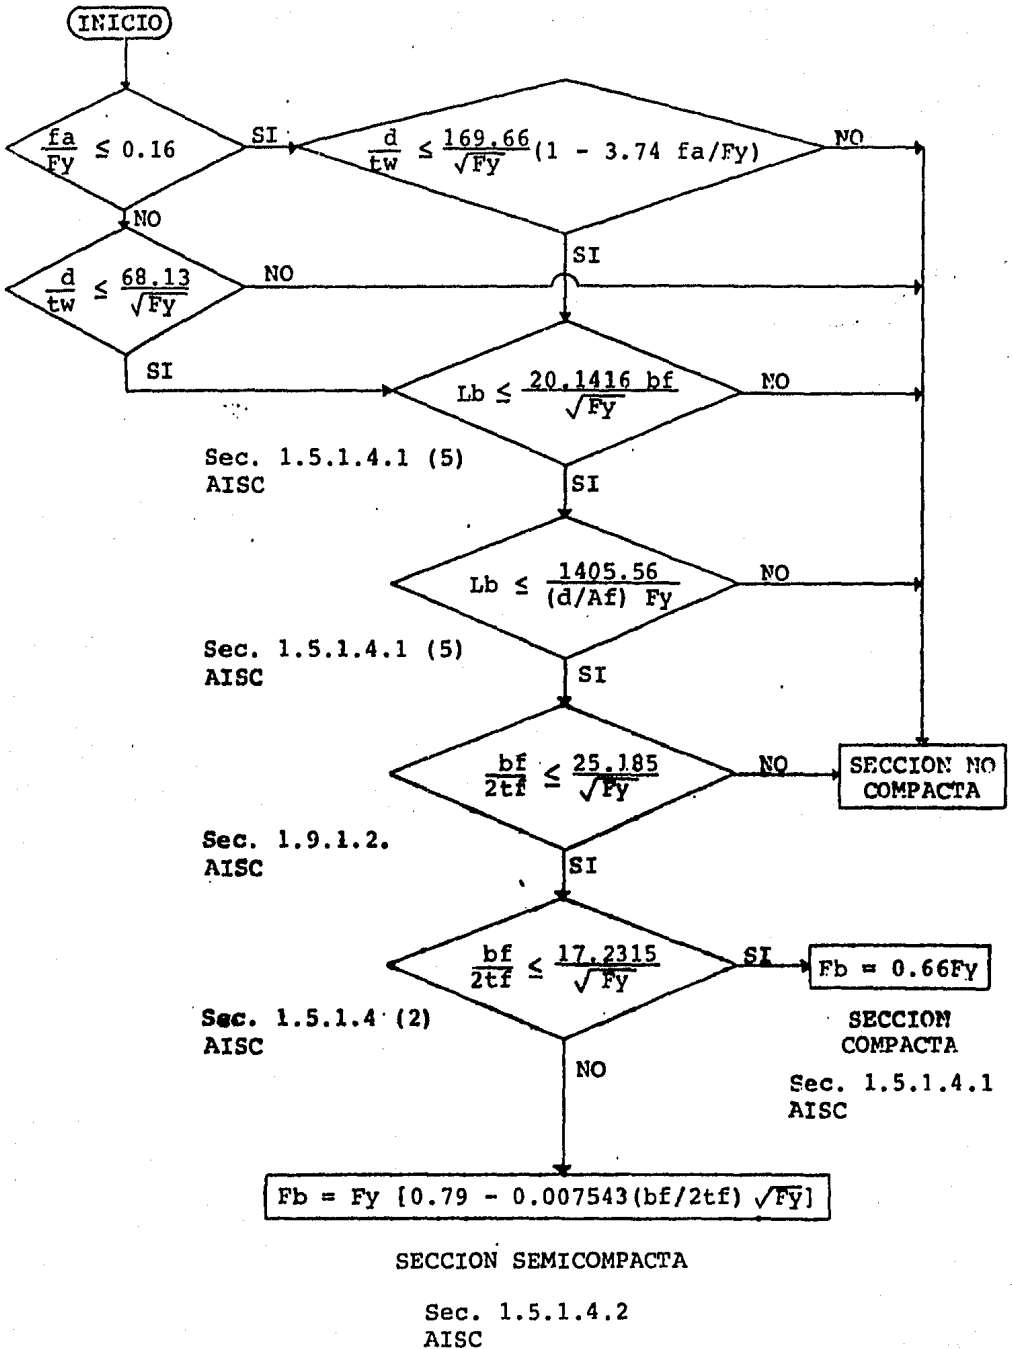 INICIO
fa/Fy ≤ 0.16
SI
d/tw ≤ 169.66/√Fy (1 - 3.74 fa/Fy)
NO
NO
SI
d/tw ≤ 68.13/√Fy
NO
SI
Lb ≤ 20.1416 bf/√Fy
NO
Sec. 1.5.1.4.1 (5)
AISC
SI
Lb ≤ 1405.56/(d/Af) Fy
NO
Sec. 1.5.1.4.1 (5)
AISC
SI
bf/2tf ≤ 25.185/√Fy
NO
SECCION NO
COMPACTA
Sec. 1.9.1.2.
AISC
SI
bf/2tf ≤ 17.2315/√Fy
SI
Fb = 0.66Fy
Sec. 1.5.1.4 (2)
AISC
SECCION
COMPACTA
NO
Sec. 1.5.1.4.1
AISC
Fb = Fy [0.79 - 0.007543(bf/2tf) √Fy]
SECCION SEMICOMPACTA
Sec. 1.5.1.4.2
AISC